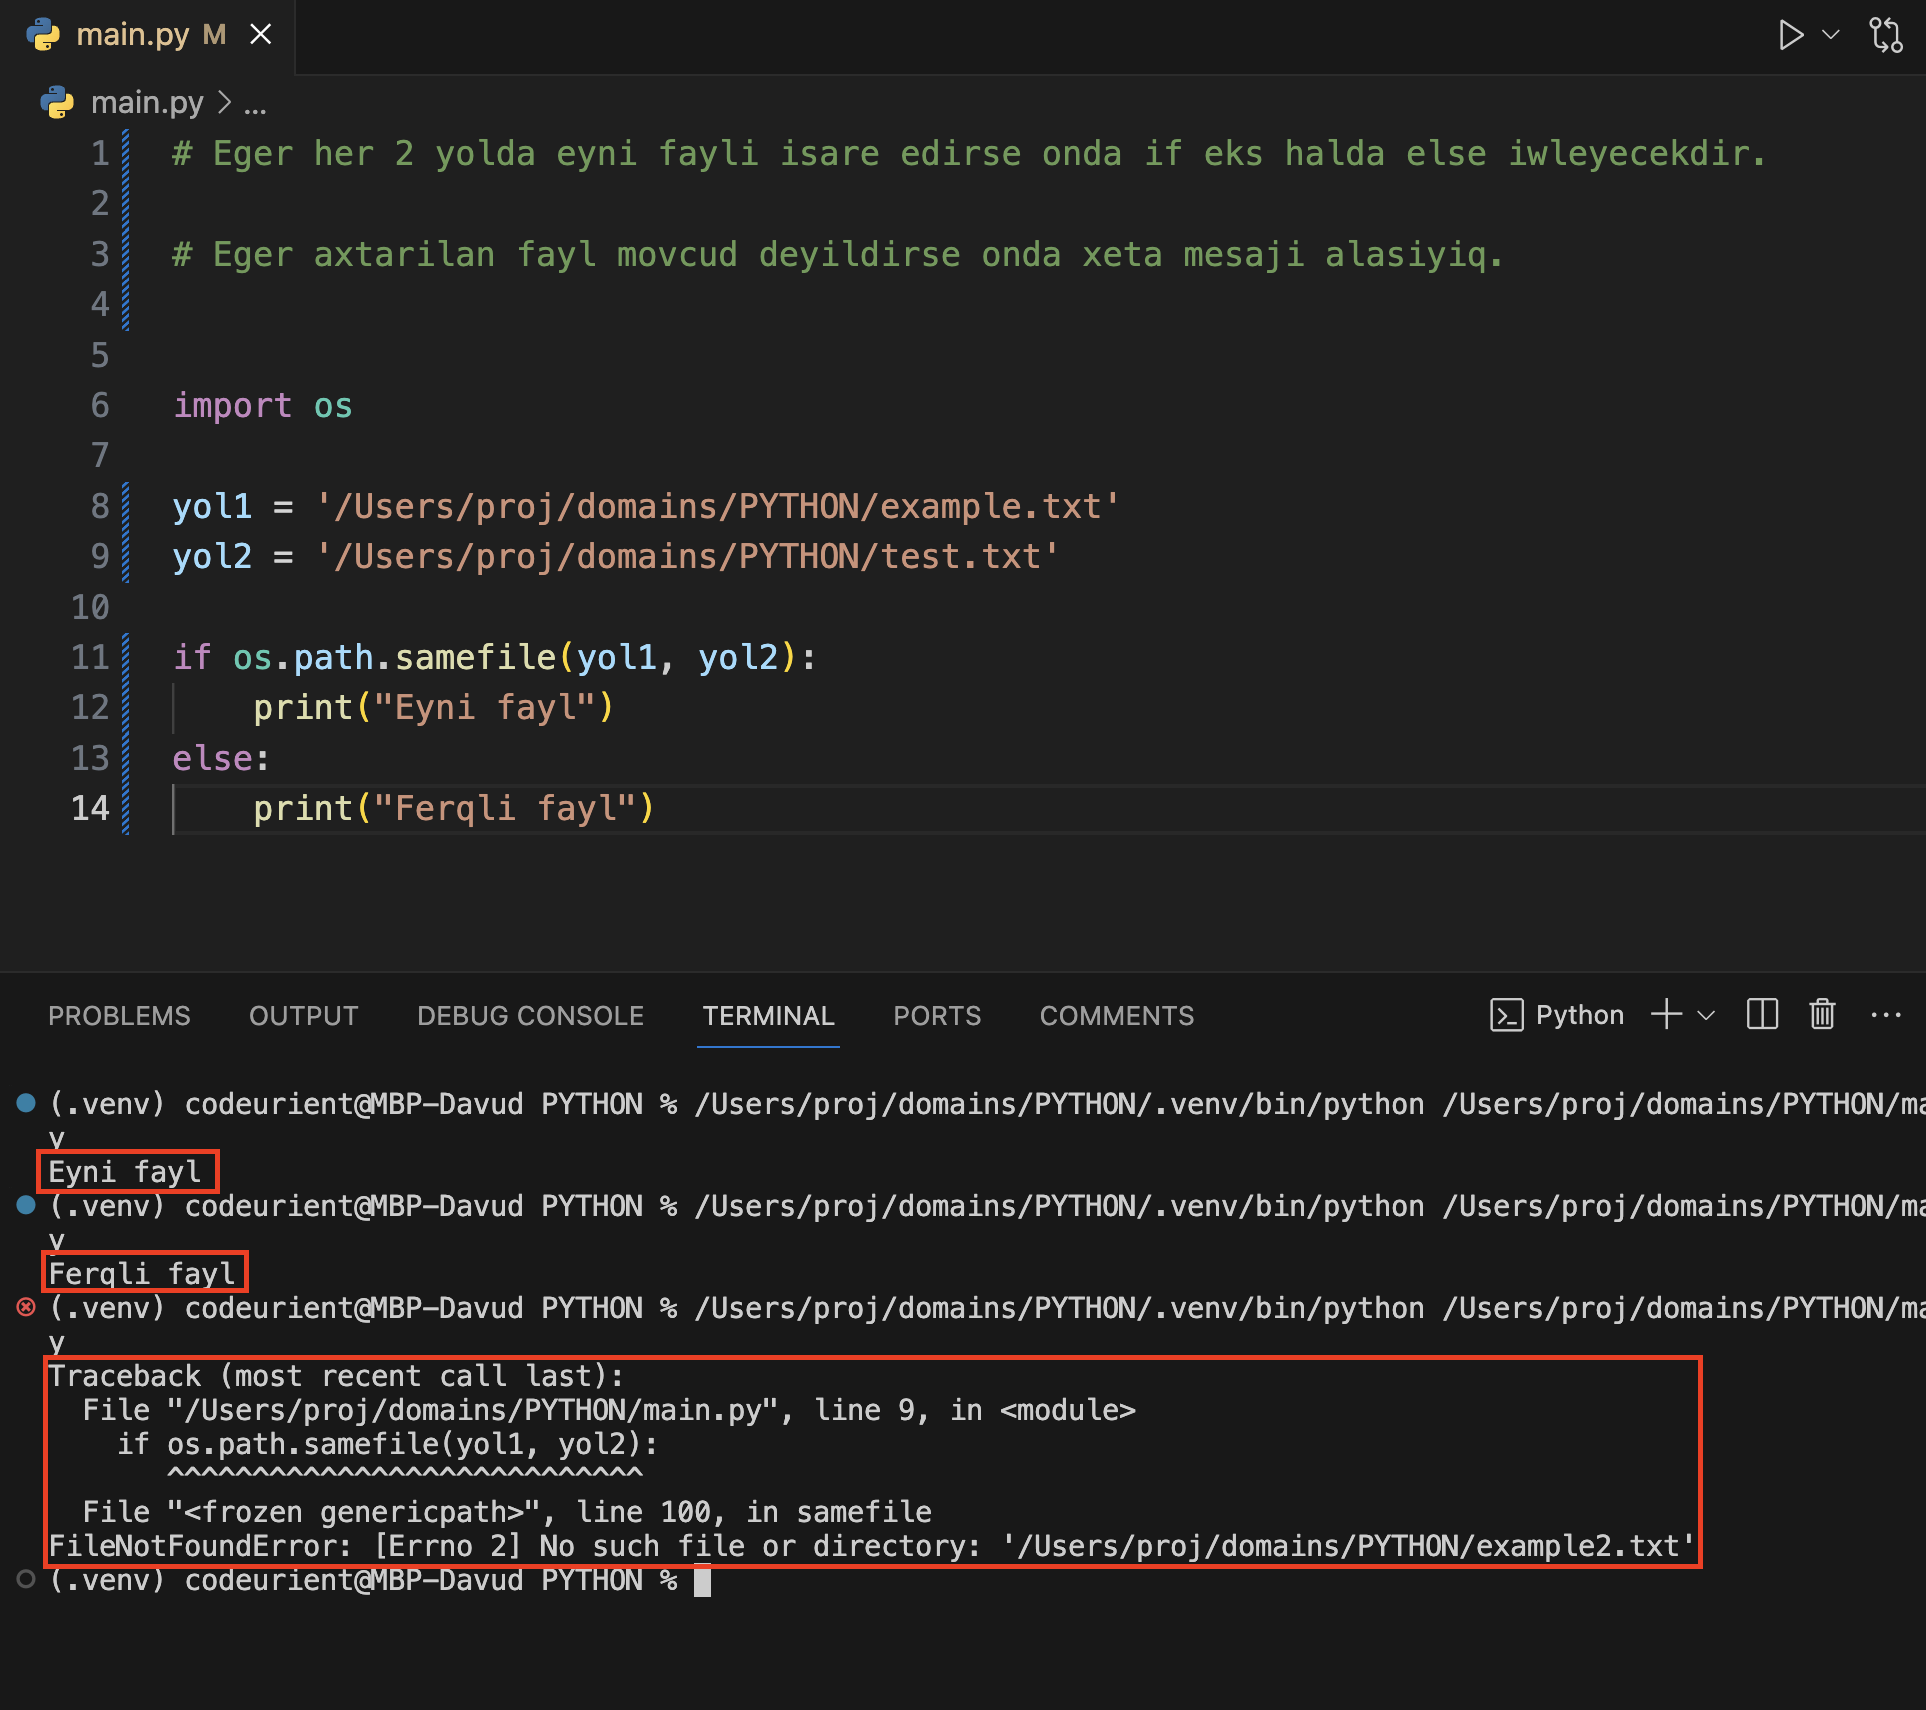 main.py M
main.py > ...
1 # Eger her 2 yolda eyni fayli isare edirse onda if eks halda else iwleyecekdir.
2
3 # Eger axtarilan fayl movcud deyildirse onda xeta mesaji alasiyiq.
4
5
6 import os
7
8 yol1 = '/Users/proj/domains/PYTHON/example.txt'
9 yol2 = '/Users/proj/domains/PYTHON/test.txt'
10
11 if os.path.samefile(yol1, yol2):
12     print("Eyni fayl")
13 else:
14     print("Ferqli fayl")
PROBLEMS OUTPUT DEBUG CONSOLE TERMINAL PORTS COMMENTS Python
(.venv) codeurient@MBP-Davud PYTHON % /Users/proj/domains/PYTHON/.venv/bin/python /Users/proj/domains/PYTHON/ma
y
Eyni fayl
(.venv) codeurient@MBP-Davud PYTHON % /Users/proj/domains/PYTHON/.venv/bin/python /Users/proj/domains/PYTHON/ma
y
Ferqli fayl
(.venv) codeurient@MBP-Davud PYTHON % /Users/proj/domains/PYTHON/.venv/bin/python /Users/proj/domains/PYTHON/ma
y
Traceback (most recent call last):
  File "/Users/proj/domains/PYTHON/main.py", line 9, in <module>
    if os.path.samefile(yol1, yol2):
       ^^^^^^^^^^^^^^^^^^^^^^^^^^^^
  File "<frozen genericpath>", line 100, in samefile
FileNotFoundError: [Errno 2] No such file or directory: '/Users/proj/domains/PYTHON/example2.txt'
(.venv) codeurient@MBP-Davud PYTHON %